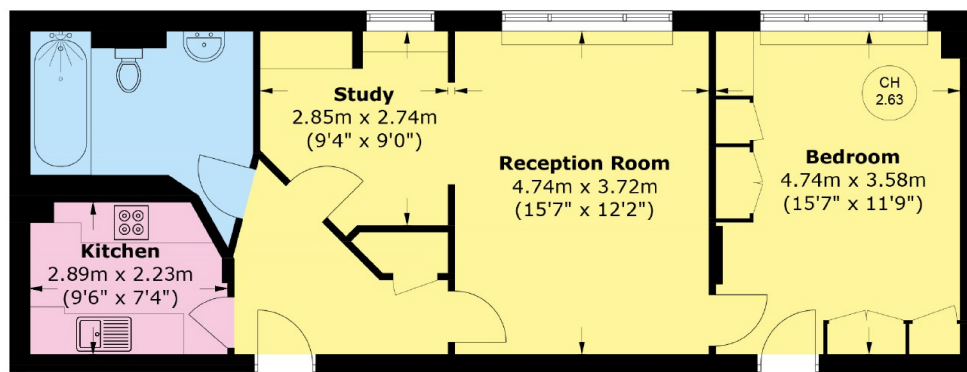 Study
2.85m x 2.74m
(9'4" x 9'0")
CH
2.63
Reception Room
4.74m x 3.72m
(15'7" x 12'2")
Bedroom
4.74m x 3.58m
(15'7" x 11'9")
Kitchen
2.89m x 2.23m
(9'6" x 7'4")